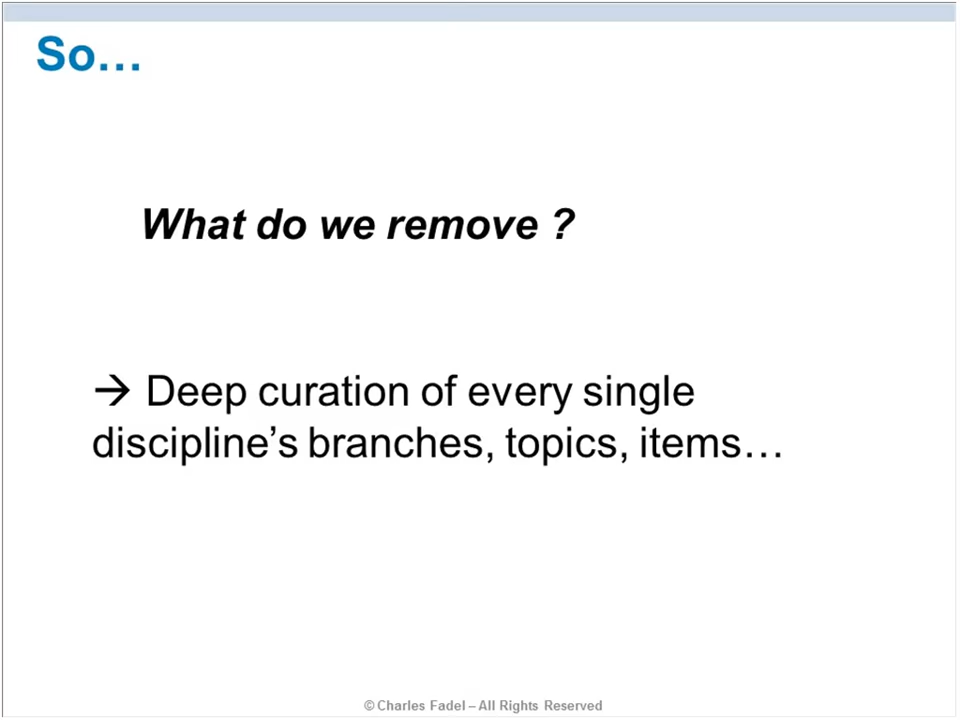 So…
What do we remove ?
→ Deep curation of every single
discipline’s branches, topics, items…
© Charles Fadel – All Rights Reserved